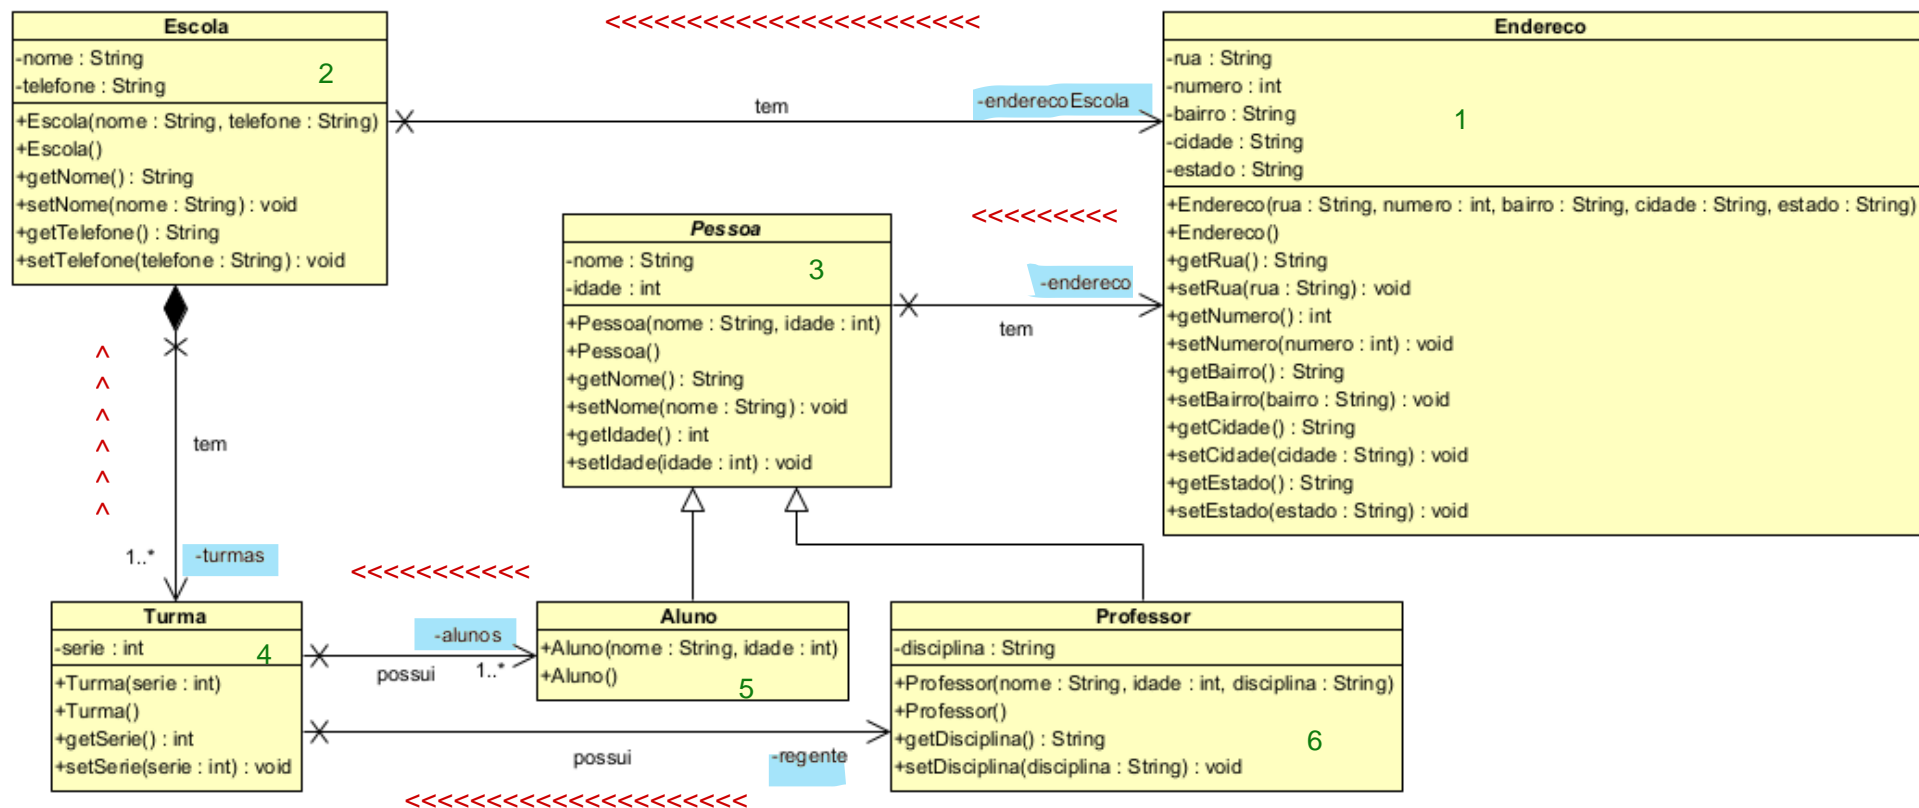 Escola
-nome : String
-telefone : String
2
+Escola(nome : String, telefone : String)
+Escola()
+getNome() : String
+setNome(nome : String) : void
+getTelefone() : String
+setTelefone(telefone : String) : void
<<<<<<<<<<<<<<<<<<<<<<<
tem
-enderecoEscola
Endereco
-rua : String
-numero : int
-bairro : String
-cidade : String
-estado : String
1
+Endereco(rua : String, numero : int, bairro : String, cidade : String, estado : String)
+Endereco()
+getRua() : String
+setRua(rua : String) : void
+getNumero() : int
+setNumero(numero : int) : void
+getBairro() : String
+setBairro(bairro : String) : void
+getCidade() : String
+setCidade(cidade : String) : void
+getEstado() : String
+setEstado(estado : String) : void
<<<<<<<<<
-endereco
tem
Pessoa
-nome : String
-idade : int
3
+Pessoa(nome : String, idade : int)
+Pessoa()
+getNome() : String
+setNome(nome : String) : void
+getIdade() : int
+setIdade(idade : int) : void
^
^
^
^
^
^
tem
1..*
-turmas
Turma
-serie : int
4
+Turma(serie : int)
+Turma()
+getSerie() : int
+setSerie(serie : int) : void
<<<<<<<<<<<
-alunos
possui
1..*
Aluno
+Aluno(nome : String, idade : int)
+Aluno()
5
possui
-regente
<<<<<<<<<<<<<<<<<<<<<
Professor
-disciplina : String
+Professor(nome : String, idade : int, disciplina : String)
+Professor()
+getDisciplina() : String
+setDisciplina(disciplina : String) : void
6